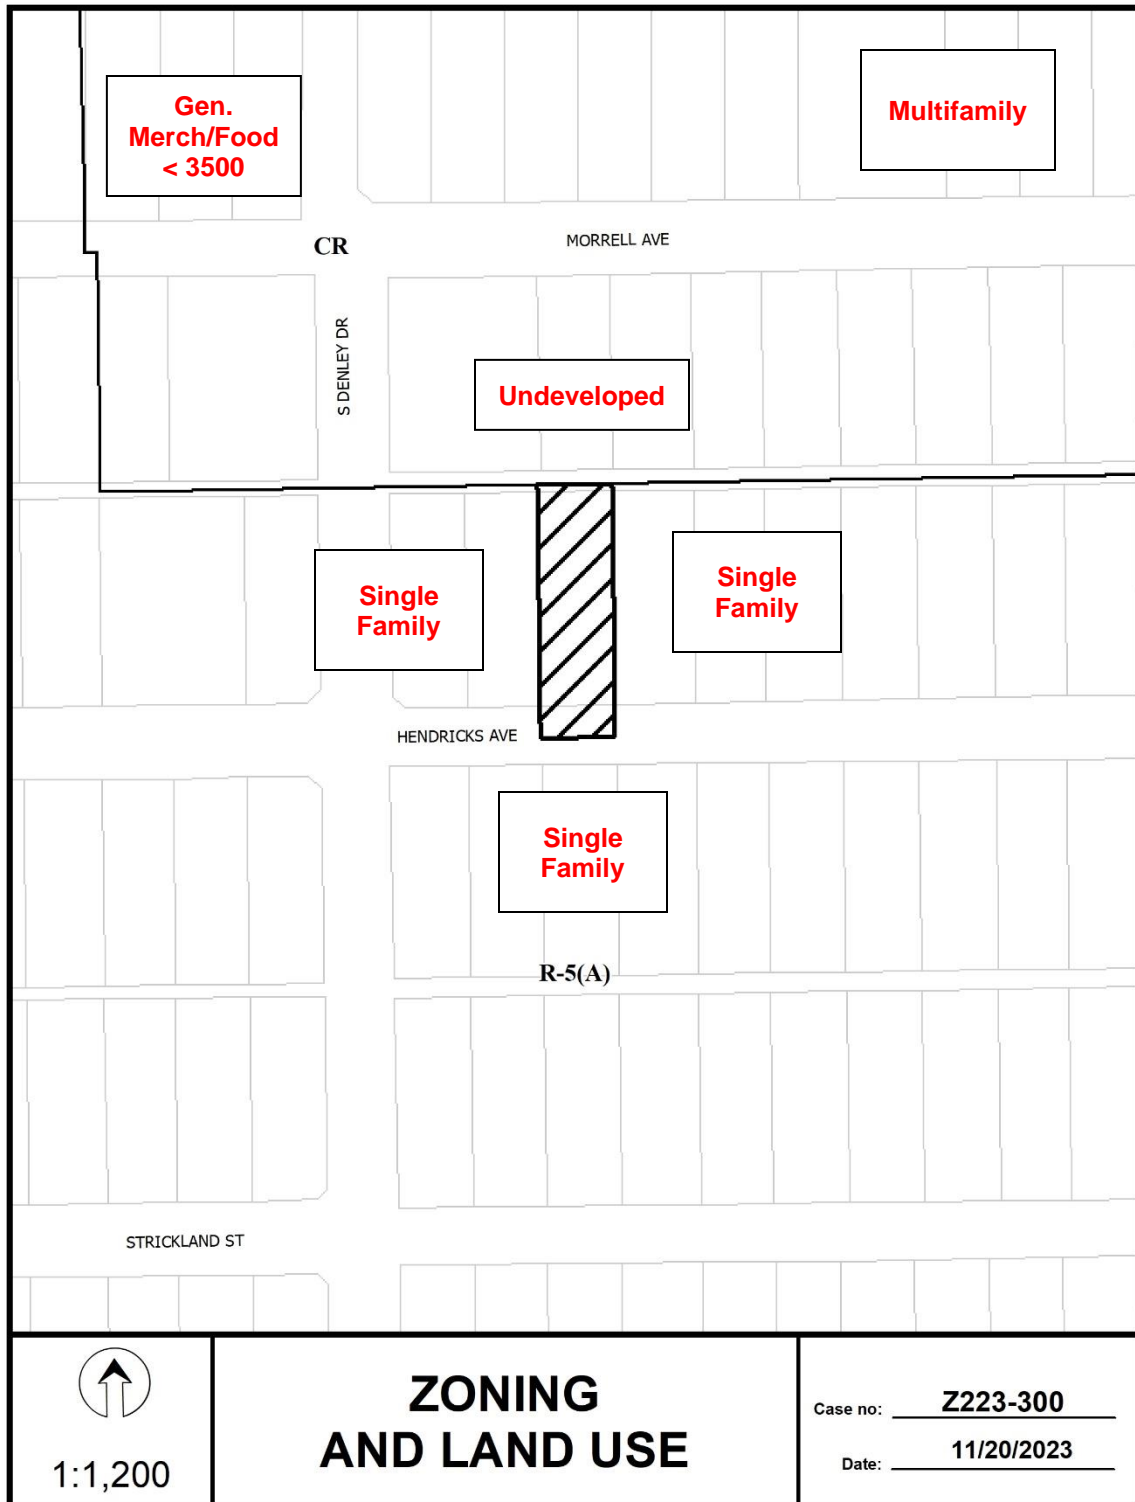 Gen.
Merch/Food
< 3500
Multifamily
CR
MORRELL AVE
S DENLEY DR
Undeveloped
Single
Family
Single
Family
HENDRICKS AVE
Single
Family
R-5(A)
STRICKLAND ST
1:1,200
ZONING
AND LAND USE
Case no: Z223-300
Date: 11/20/2023